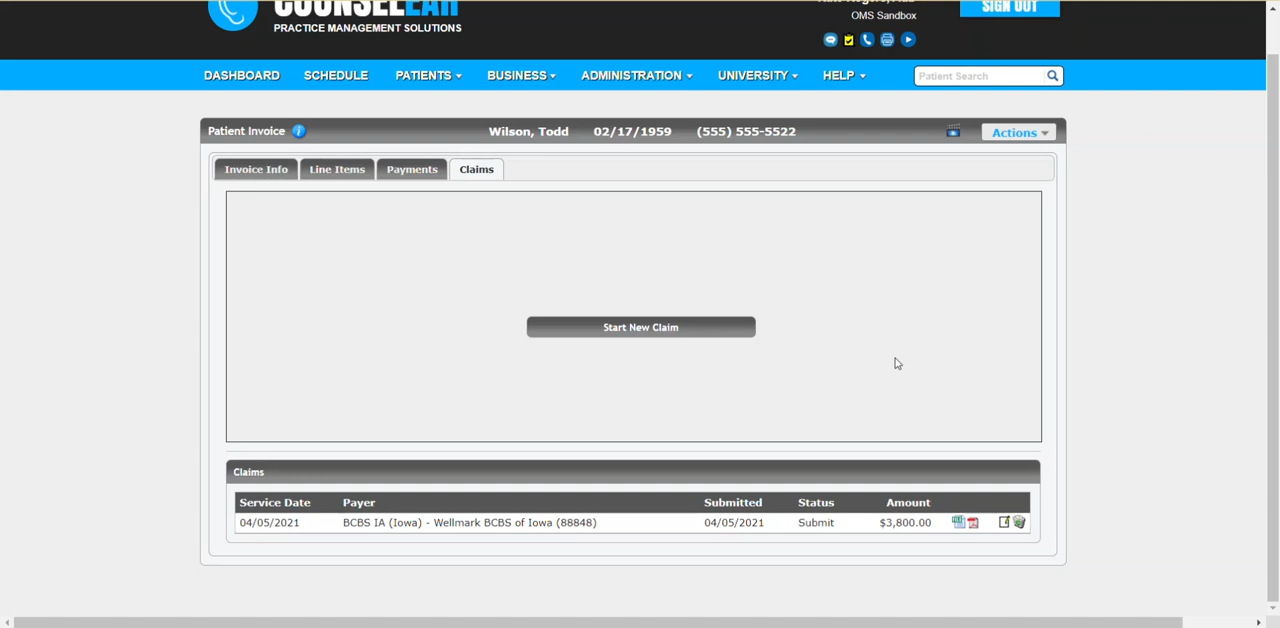 COUNSELEAR
PRACTICE MANAGEMENT SOLUTIONS
OMS Sandbox
SIGN OUT
DASHBOARD SCHEDULE PATIENTS BUSINESS ADMINISTRATION UNIVERSITY HELP Patient Search
Patient Invoice Wilson, Todd 02/17/1959 (555) 555-5522 Actions
Invoice Info Line Items Payments Claims
Start New Claim
Claims
Service Date Payer Submitted Status Amount
04/05/2021 BCBS IA (Iowa) - Wellmark BCBS of Iowa (88848) 04/05/2021 Submit $3,800.00